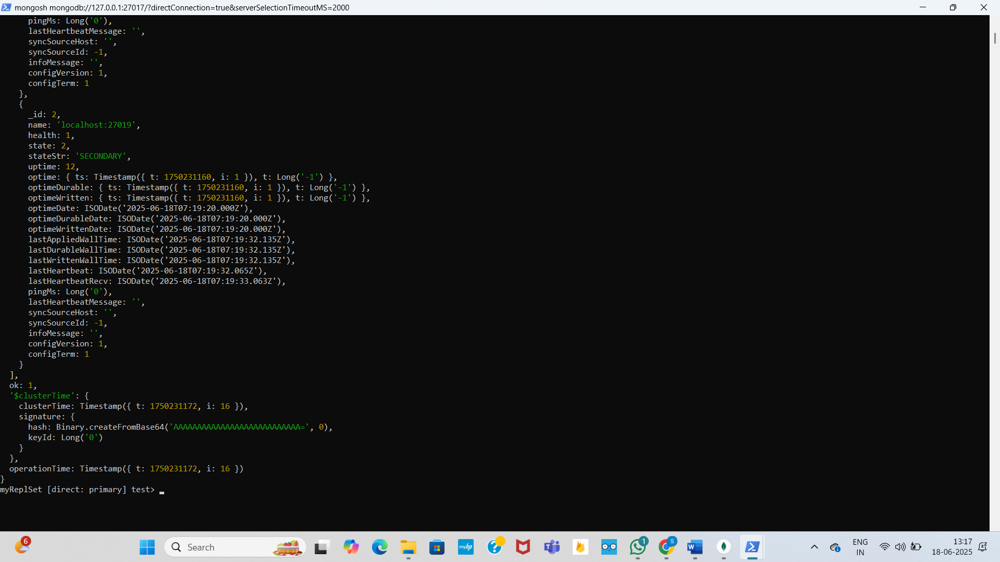 mongosh mongodb://127.0.0.1:27017/?directConnection=true&serverSelectionTimeoutMS=2000
      pingMs: Long('0'),
      lastHeartbeatMessage: '',
      syncSourceHost: '',
      syncSourceId: -1,
      infoMessage: '',
      configVersion: 1,
      configTerm: 1
    },
    {
      _id: 2,
      name: 'localhost:27019',
      health: 1,
      state: 2,
      stateStr: 'SECONDARY',
      uptime: 12,
      optime: { ts: Timestamp({ t: 1750231160, i: 1 }), t: Long('-1') },
      optimeDurable: { ts: Timestamp({ t: 1750231160, i: 1 }), t: Long('-1') },
      optimeWritten: { ts: Timestamp({ t: 1750231160, i: 1 }), t: Long('-1') },
      optimeDate: ISODate('2025-06-18T07:19:20.000Z'),
      optimeDurableDate: ISODate('2025-06-18T07:19:20.000Z'),
      optimeWrittenDate: ISODate('2025-06-18T07:19:20.000Z'),
      lastAppliedWallTime: ISODate('2025-06-18T07:19:32.135Z'),
      lastDurableWallTime: ISODate('2025-06-18T07:19:32.135Z'),
      lastWrittenWallTime: ISODate('2025-06-18T07:19:32.135Z'),
      lastHeartbeat: ISODate('2025-06-18T07:19:32.065Z'),
      lastHeartbeatRecv: ISODate('2025-06-18T07:19:33.063Z'),
      pingMs: Long('0'),
      lastHeartbeatMessage: '',
      syncSourceHost: '',
      syncSourceId: -1,
      infoMessage: '',
      configVersion: 1,
      configTerm: 1
    }
  ],
  ok: 1,
  '$clusterTime': {
    clusterTime: Timestamp({ t: 1750231172, i: 16 }),
    signature: {
      hash: Binary.createFromBase64('AAAAAAAAAAAAAAAAAAAAAAAAAAA=', 0),
      keyId: Long('0')
    }
  },
  operationTime: Timestamp({ t: 1750231172, i: 16 })
}
myReplSet [direct: primary] test>
6
Search
myhp
?
1
S
W
ENG
IN
13:17
18-06-2025